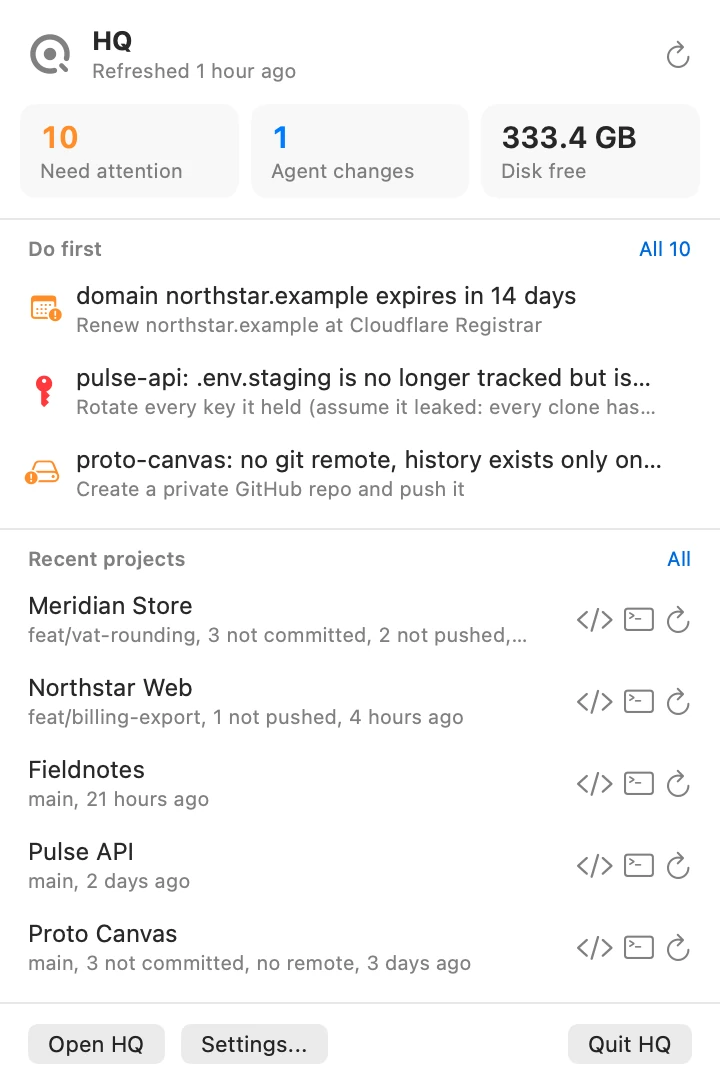 HQ
Refreshed 1 hour ago
10
Need attention
1
Agent changes
333.4 GB
Disk free
Do first
All 10
domain northstar.example expires in 14 days
Renew northstar.example at Cloudflare Registrar
pulse-api: .env.staging is no longer tracked but is...
Rotate every key it held (assume it leaked: every clone has...
proto-canvas: no git remote, history exists only on...
Create a private GitHub repo and push it
Recent projects
All
Meridian Store
feat/vat-rounding, 3 not committed, 2 not pushed,...
Northstar Web
feat/billing-export, 1 not pushed, 4 hours ago
Fieldnotes
main, 21 hours ago
Pulse API
main, 2 days ago
Proto Canvas
main, 3 not committed, no remote, 3 days ago
Open HQ
Settings...
Quit HQ